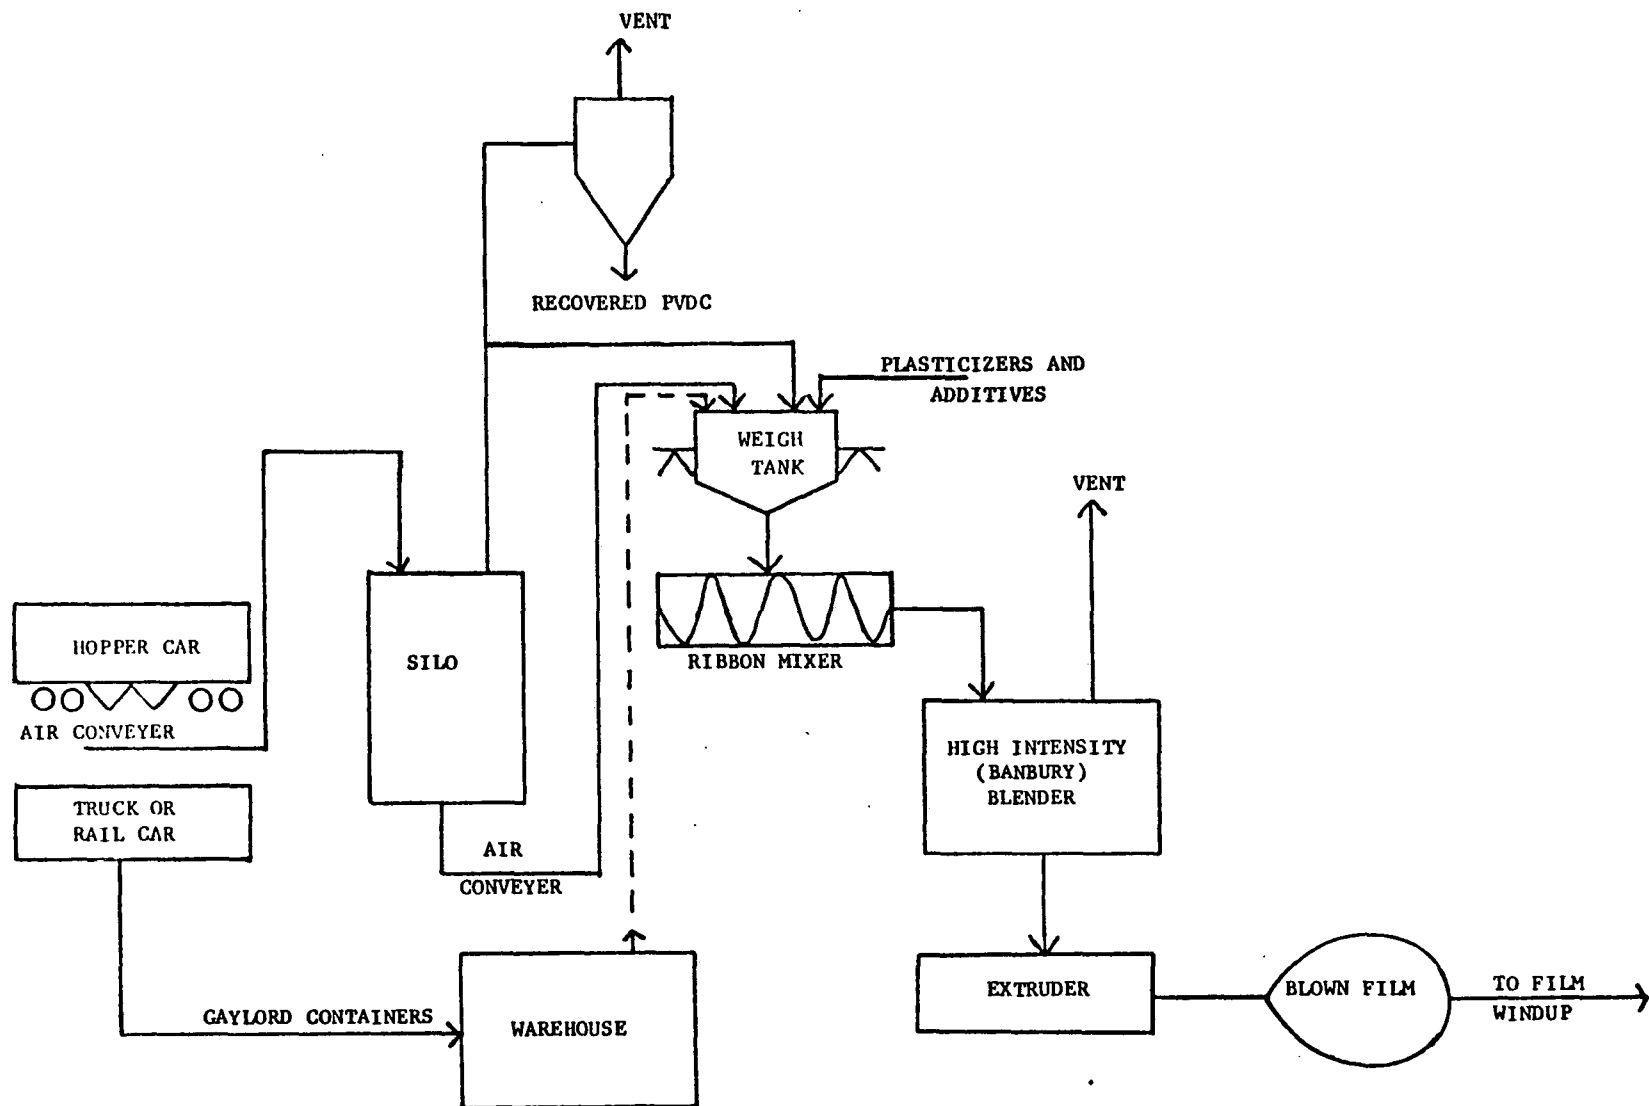 VENT
RECOVERED PVDC
PLASTICIZERS AND
ADDITIVES
WEIGH
TANK
VENT
HOPPER CAR
SILO
RIBBON MIXER
AIR CONVEYER
HIGH INTENSITY
(BANBURY)
BLENDER
TRUCK OR
RAIL CAR
AIR
CONVEYER
EXTRUDER
BLOWN FILM
TO FILM
WINDUP
GAYLORD CONTAINERS
WAREHOUSE